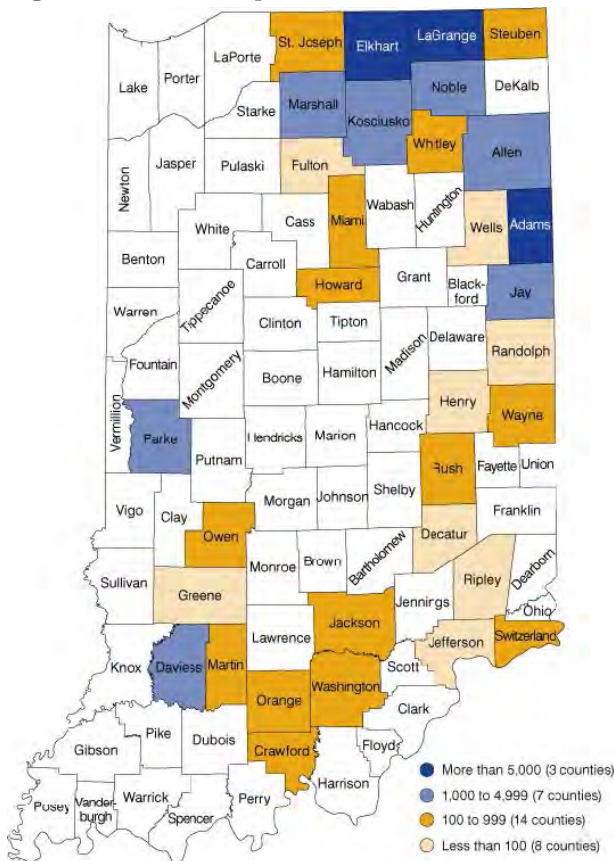 St. Joseph
Elkhart
LaGrange
Steuben
LaPorte
Porter
Lake
Noble
DeKalb
Marshall
Starke
Kosciusko
Whitley
Allen
Newton
Jasper
Pulaski
Fulton
Wabash
Huntington
Miami
Cass
White
Wells
Adams
Benton
Carroll
Grant
Howard
Black-
ford
Jay
Warren
Tippecanoe
Clinton
Tipton
Madison
Delaware
Randolph
Fountain
Montgomery
Boone
Hamilton
Henry
Wayne
Vermillion
Parke
Hendricks
Marion
Hancock
Putnam
Rush
Fayette
Union
Shelby
Morgan
Johnson
Vigo
Clay
Franklin
Owen
Decatur
Monroe
Brown
Bartholomew
Dearborn
Sullivan
Ripley
Greene
Jennings
Ohio
Jackson
Lawrence
Jefferson
Switzerland
Knox
Daviess
Martin
Scott
Washington
Orange
Clark
Pike
Dubois
Gibson
Floyd
Crawford
Harrison
Posey
Vander-
burgh
Warrick
Spencer
Perry
More than 5,000 (3 counties)
1,000 to 4,999 (7 counties)
100 to 999 (14 counties)
Less than 100 (8 counties)